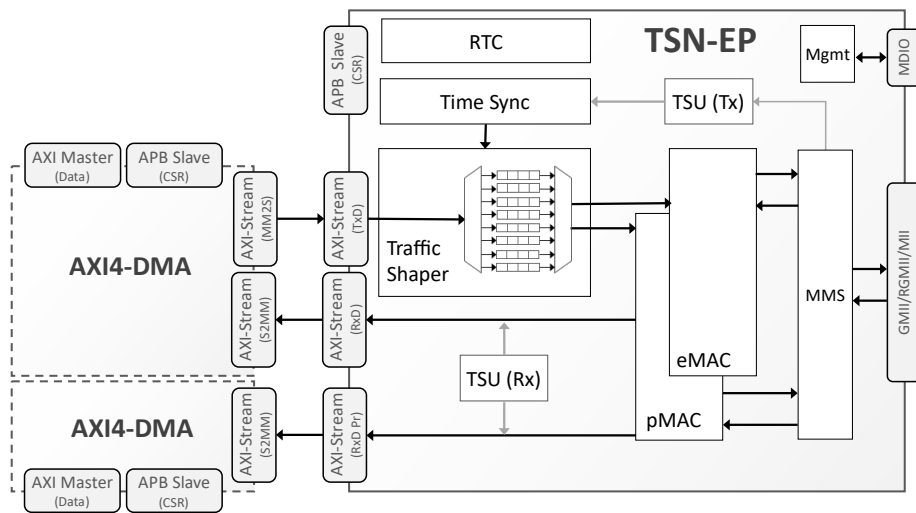 TSN-EP
RTC
Mgmt
MDIO
APB Slave
(CSR)
Time Sync
TSU (Tx)
AXI Master
(Data)
APB Slave
(CSR)
AXI-Stream
(MM2S)
AXI-Stream
(TxD)
Traffic
Shaper
AXI4-DMA
AXI-Stream
(S2MM)
AXI-Stream
(RxD)
MMS
GMII/RGMII/MII
eMAC
TSU (Rx)
pMAC
AXI4-DMA
AXI-Stream
(S2MM)
AXI-Stream
(RxD Pr)
AXI Master
(Data)
APB Slave
(CSR)